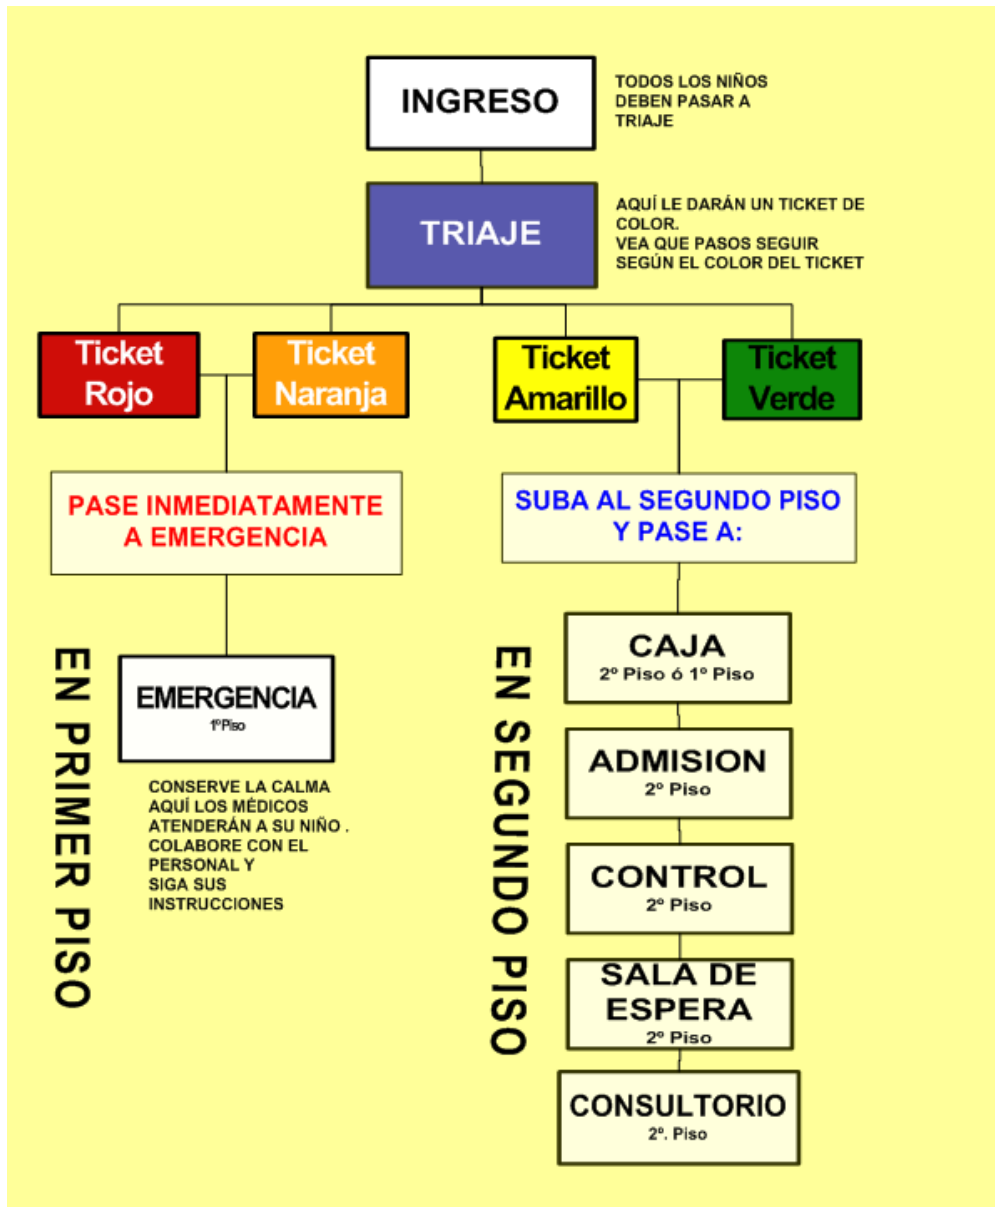 INGRESO
TODOS LOS NIÑOS
DEBEN PASAR A
TRIAJE
TRIAJE
AQUÍ LE DARÁN UN TICKET DE
COLOR.
VEA QUE PASOS SEGUIR
SEGÚN EL COLOR DEL TICKET
Ticket
Rojo
Ticket
Naranja
Ticket
Amarillo
Ticket
Verde
PASE INMEDIATAMENTE
A EMERGENCIA
SUBA AL SEGUNDO PISO
Y PASE A:
EN PRIMER PISO
EMERGENCIA
1º Piso
CONSERVE LA CALMA
AQUÍ LOS MÉDICOS
ATENDERÁN A SU NIÑO .
COLABORE CON EL
PERSONAL Y
SIGA SUS
INSTRUCCIONES
EN SEGUNDO PISO
CAJA
2º Piso ó 1º Piso
ADMISION
2º Piso
CONTROL
2º Piso
SALA DE
ESPERA
2º Piso
CONSULTORIO
2º. Piso